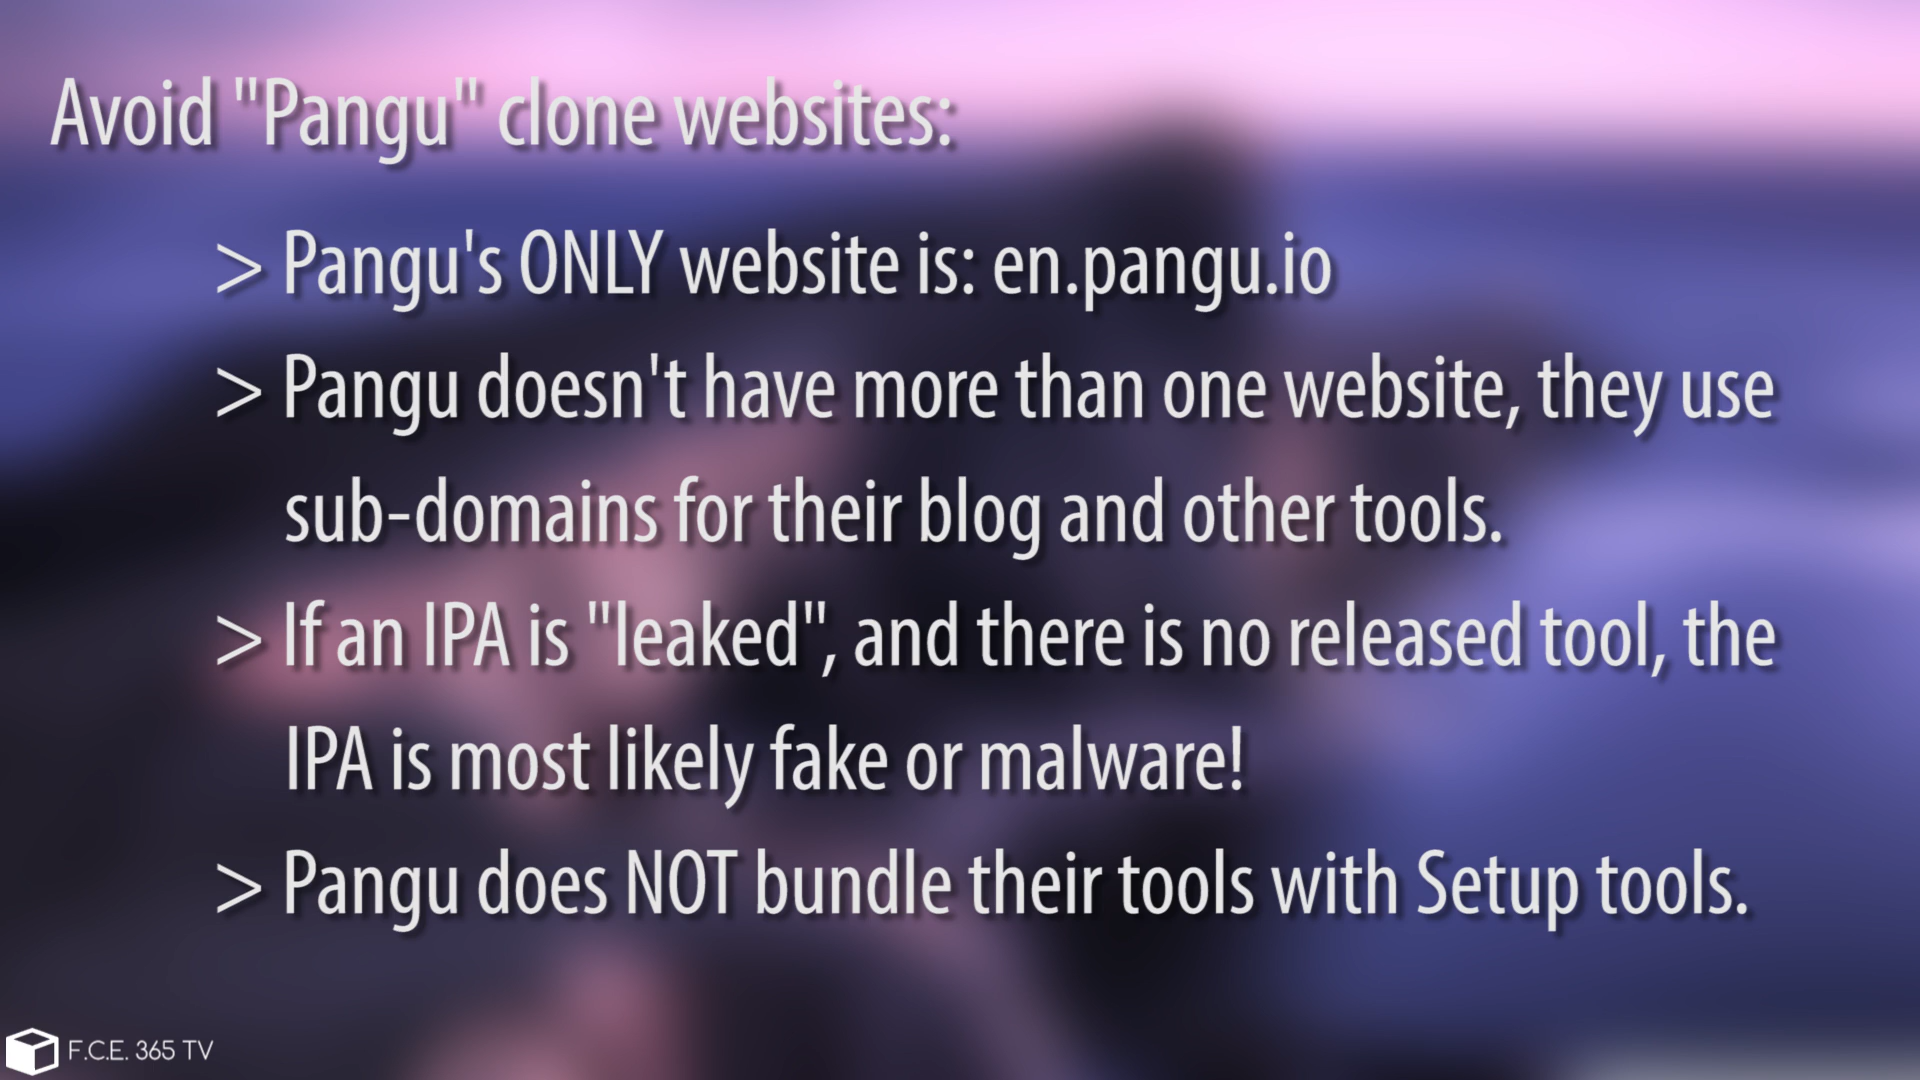 Avoid "Pangu" clone websites:
> Pangu's ONLY website is: en.pangu.io
> Pangu doesn't have more than one website, they use
sub-domains for their blog and other tools.
> If an IPA is "leaked", and there is no released tool, the
IPA is most likely fake or malware!
> Pangu does NOT bundle their tools with Setup tools.
F.C.E. 365 TV